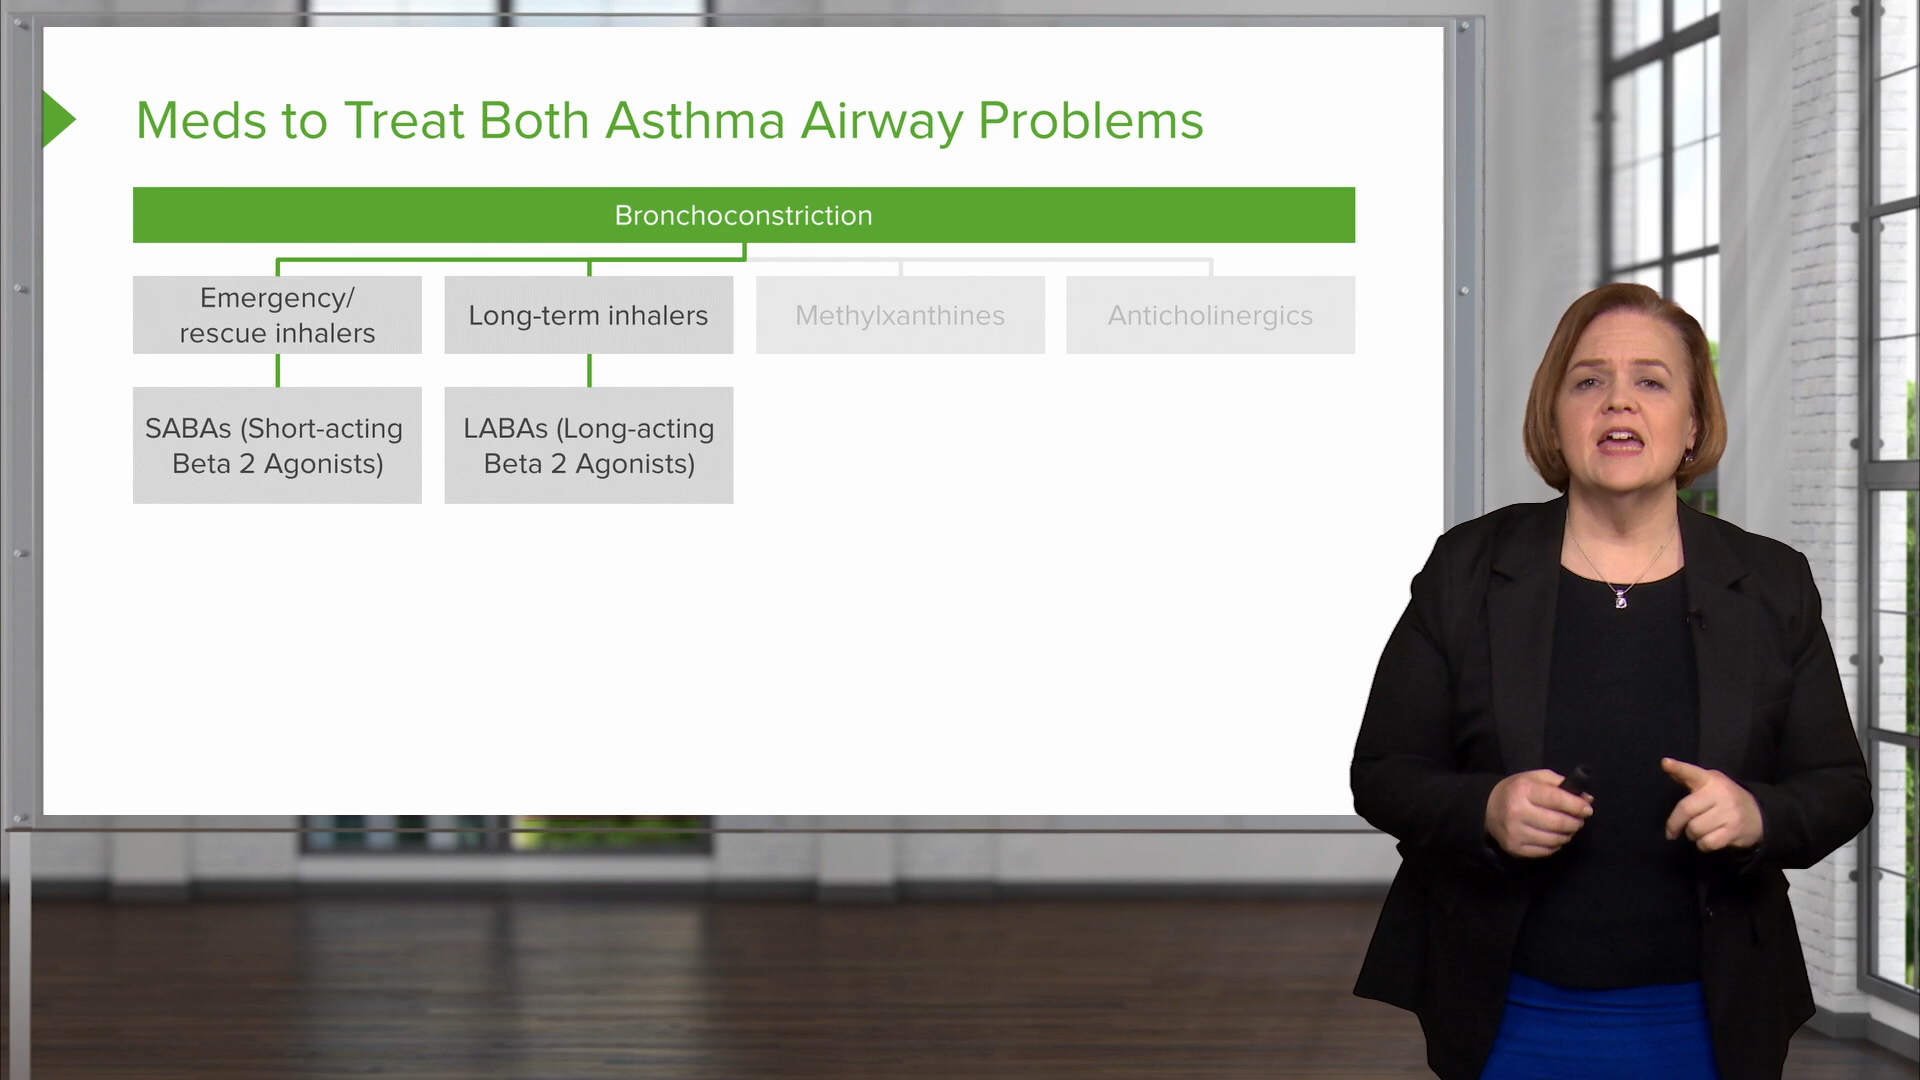 Meds to Treat Both Asthma Airway Problems
Bronchoconstriction
Emergency/
rescue inhalers
Long-term inhalers
Methylxanthines
Anticholinergics
SABAs (Short-acting
Beta 2 Agonists)
LABAs (Long-acting
Beta 2 Agonists)